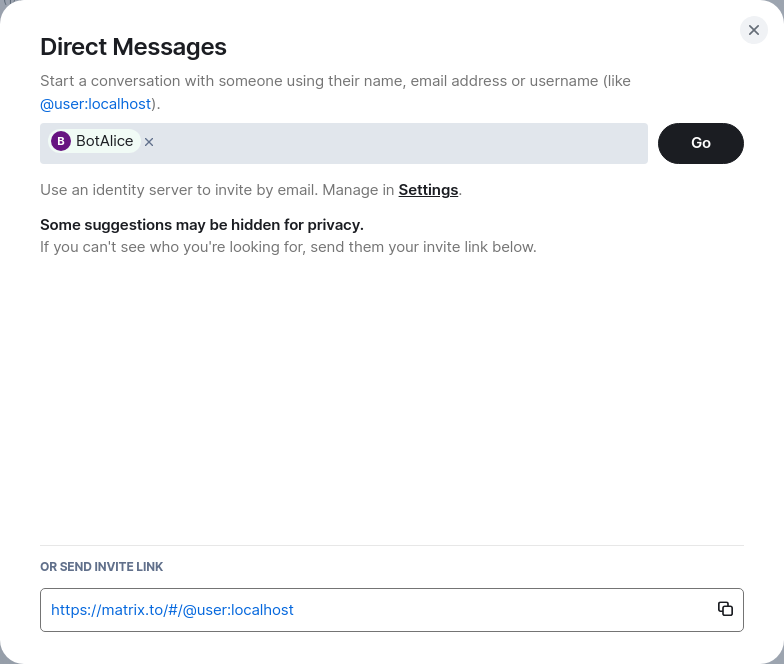 Direct Messages
Start a conversation with someone using their name, email address or username (like
@user:localhost).
B BotAlice
Go
Use an identity server to invite by email. Manage in Settings.
Some suggestions may be hidden for privacy.
If you can't see who you're looking for, send them your invite link below.
OR SEND INVITE LINK
https://matrix.to/#/@user:localhost